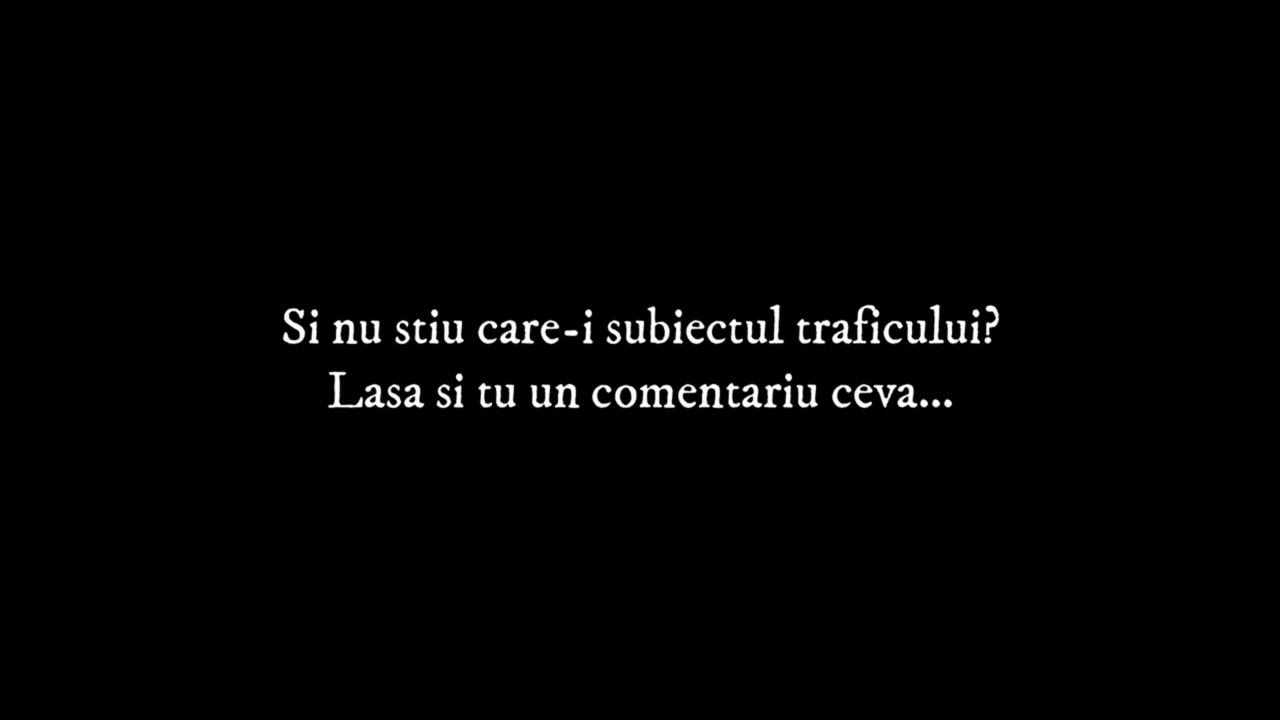 Si nu stiu care-i subiectul traficului?
Lasa si tu un comentariu ceva...